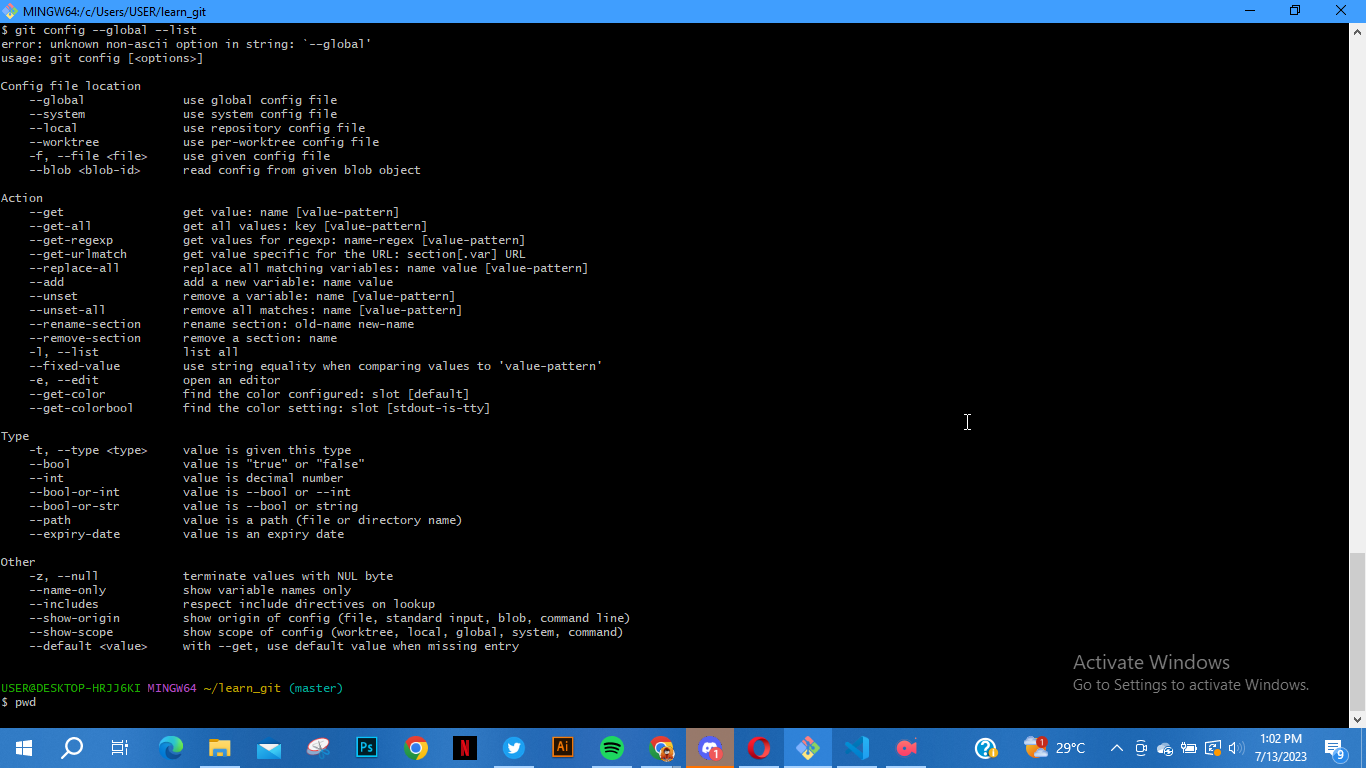 MINGW64:/c/Users/USER/learn_git
$ git config --global --list
error: unknown non-ascii option in string: `--global'
usage: git config [<options>]
Config file location
--global use global config file
--system use system config file
--local use repository config file
--worktree use per-worktree config file
-f, --file <file> use given config file
--blob <blob-id> read config from given blob object
Action
--get get value: name [value-pattern]
--get-all get all values: key [value-pattern]
--get-regexp get values for regexp: name-regex [value-pattern]
--get-urlmatch get value specific for the URL: section[.var] URL
--replace-all replace all matching variables: name value [value-pattern]
--add add a new variable: name value
--unset remove a variable: name [value-pattern]
--unset-all remove all matches: name [value-pattern]
--rename-section rename section: old-name new-name
--remove-section remove a section: name
-l, --list list all
--fixed-value use string equality when comparing values to 'value-pattern'
-e, --edit open an editor
--get-color find the color configured: slot [default]
--get-colorbool find the color setting: slot [stdout-is-tty]
Type
-t, --type <type> value is given this type
--bool value is "true" or "false"
--int value is decimal number
--bool-or-int value is --bool or --int
--bool-or-str value is --bool or string
--path value is a path (file or directory name)
--expiry-date value is an expiry date
Other
-z, --null terminate values with NUL byte
--name-only show variable names only
--includes respect include directives on lookup
--show-origin show origin of config (file, standard input, blob, command line)
--show-scope show scope of config (worktree, local, global, system, command)
--default <value> with --get, use default value when missing entry
USER@DESKTOP-HRJJ6KI MINGW64 ~/learn_git (master)
$ pwd
Activate Windows
Go to Settings to activate Windows.
Ps
N
Ai
1
1
29°C
1:02 PM
7/13/2023
9